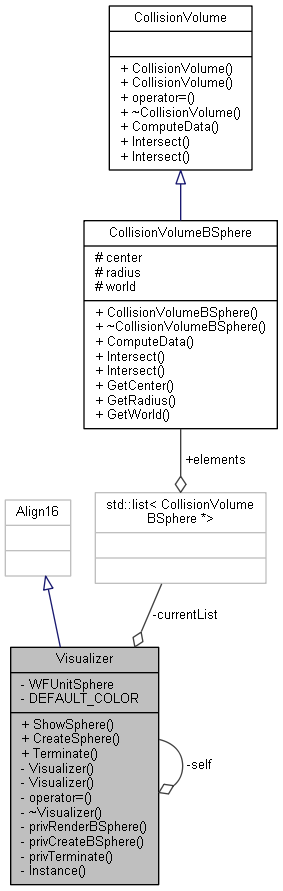 CollisionVolume
+ CollisionVolume()
+ CollisionVolume()
+ operator=()
+ ~CollisionVolume()
+ ComputeData()
+ Intersect()
+ Intersect()
CollisionVolumeBSphere
# center
# radius
# world
+ CollisionVolumeBSphere()
+ ~CollisionVolumeBSphere()
+ ComputeData()
+ Intersect()
+ Intersect()
+ GetCenter()
+ GetRadius()
+ GetWorld()
+elements
Align16
std::list< CollisionVolume
BSphere *>
-currentList
Visualizer
- WFUnitSphere
- DEFAULT_COLOR
+ ShowSphere()
+ CreateSphere()
+ Terminate()
- Visualizer()
- Visualizer()
- operator=()
- ~Visualizer()
- privRenderBSphere()
- privCreateBSphere()
- privTerminate()
- Instance()
-self